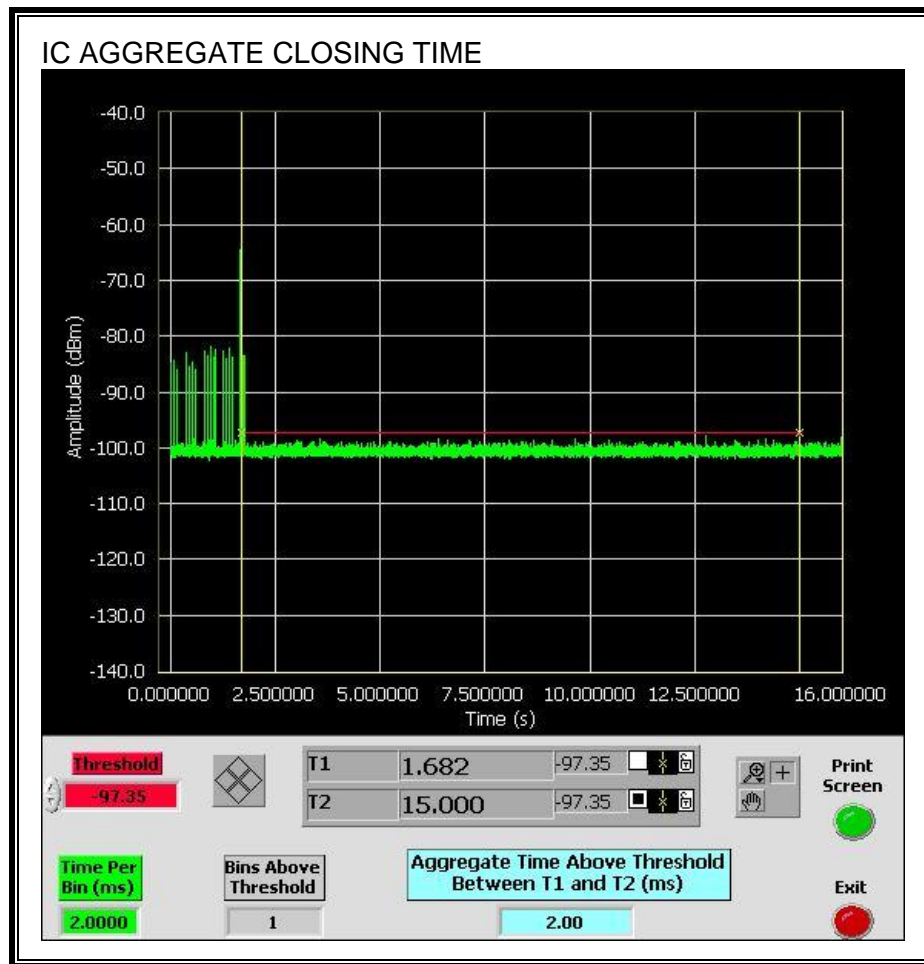 IC AGGREGATE CLOSING TIME
-40.0
-50.0
-60.0
-70.0
-80.0
-90.0
-100.0
-110.0
-120.0
-130.0
-140.0
Amplitude (dBm)
0.000000 2.500000 5.000000 7.500000 10.000000 12.500000 16.000000
Time (s)
Threshold
-97.35
T1 1.682 -97.35
T2 15.000 -97.35
Print
Screen
Time Per
Bin (ms)
2.0000
Bins Above
Threshold
1
Aggregate Time Above Threshold
Between T1 and T2 (ms)
2.00
Exit